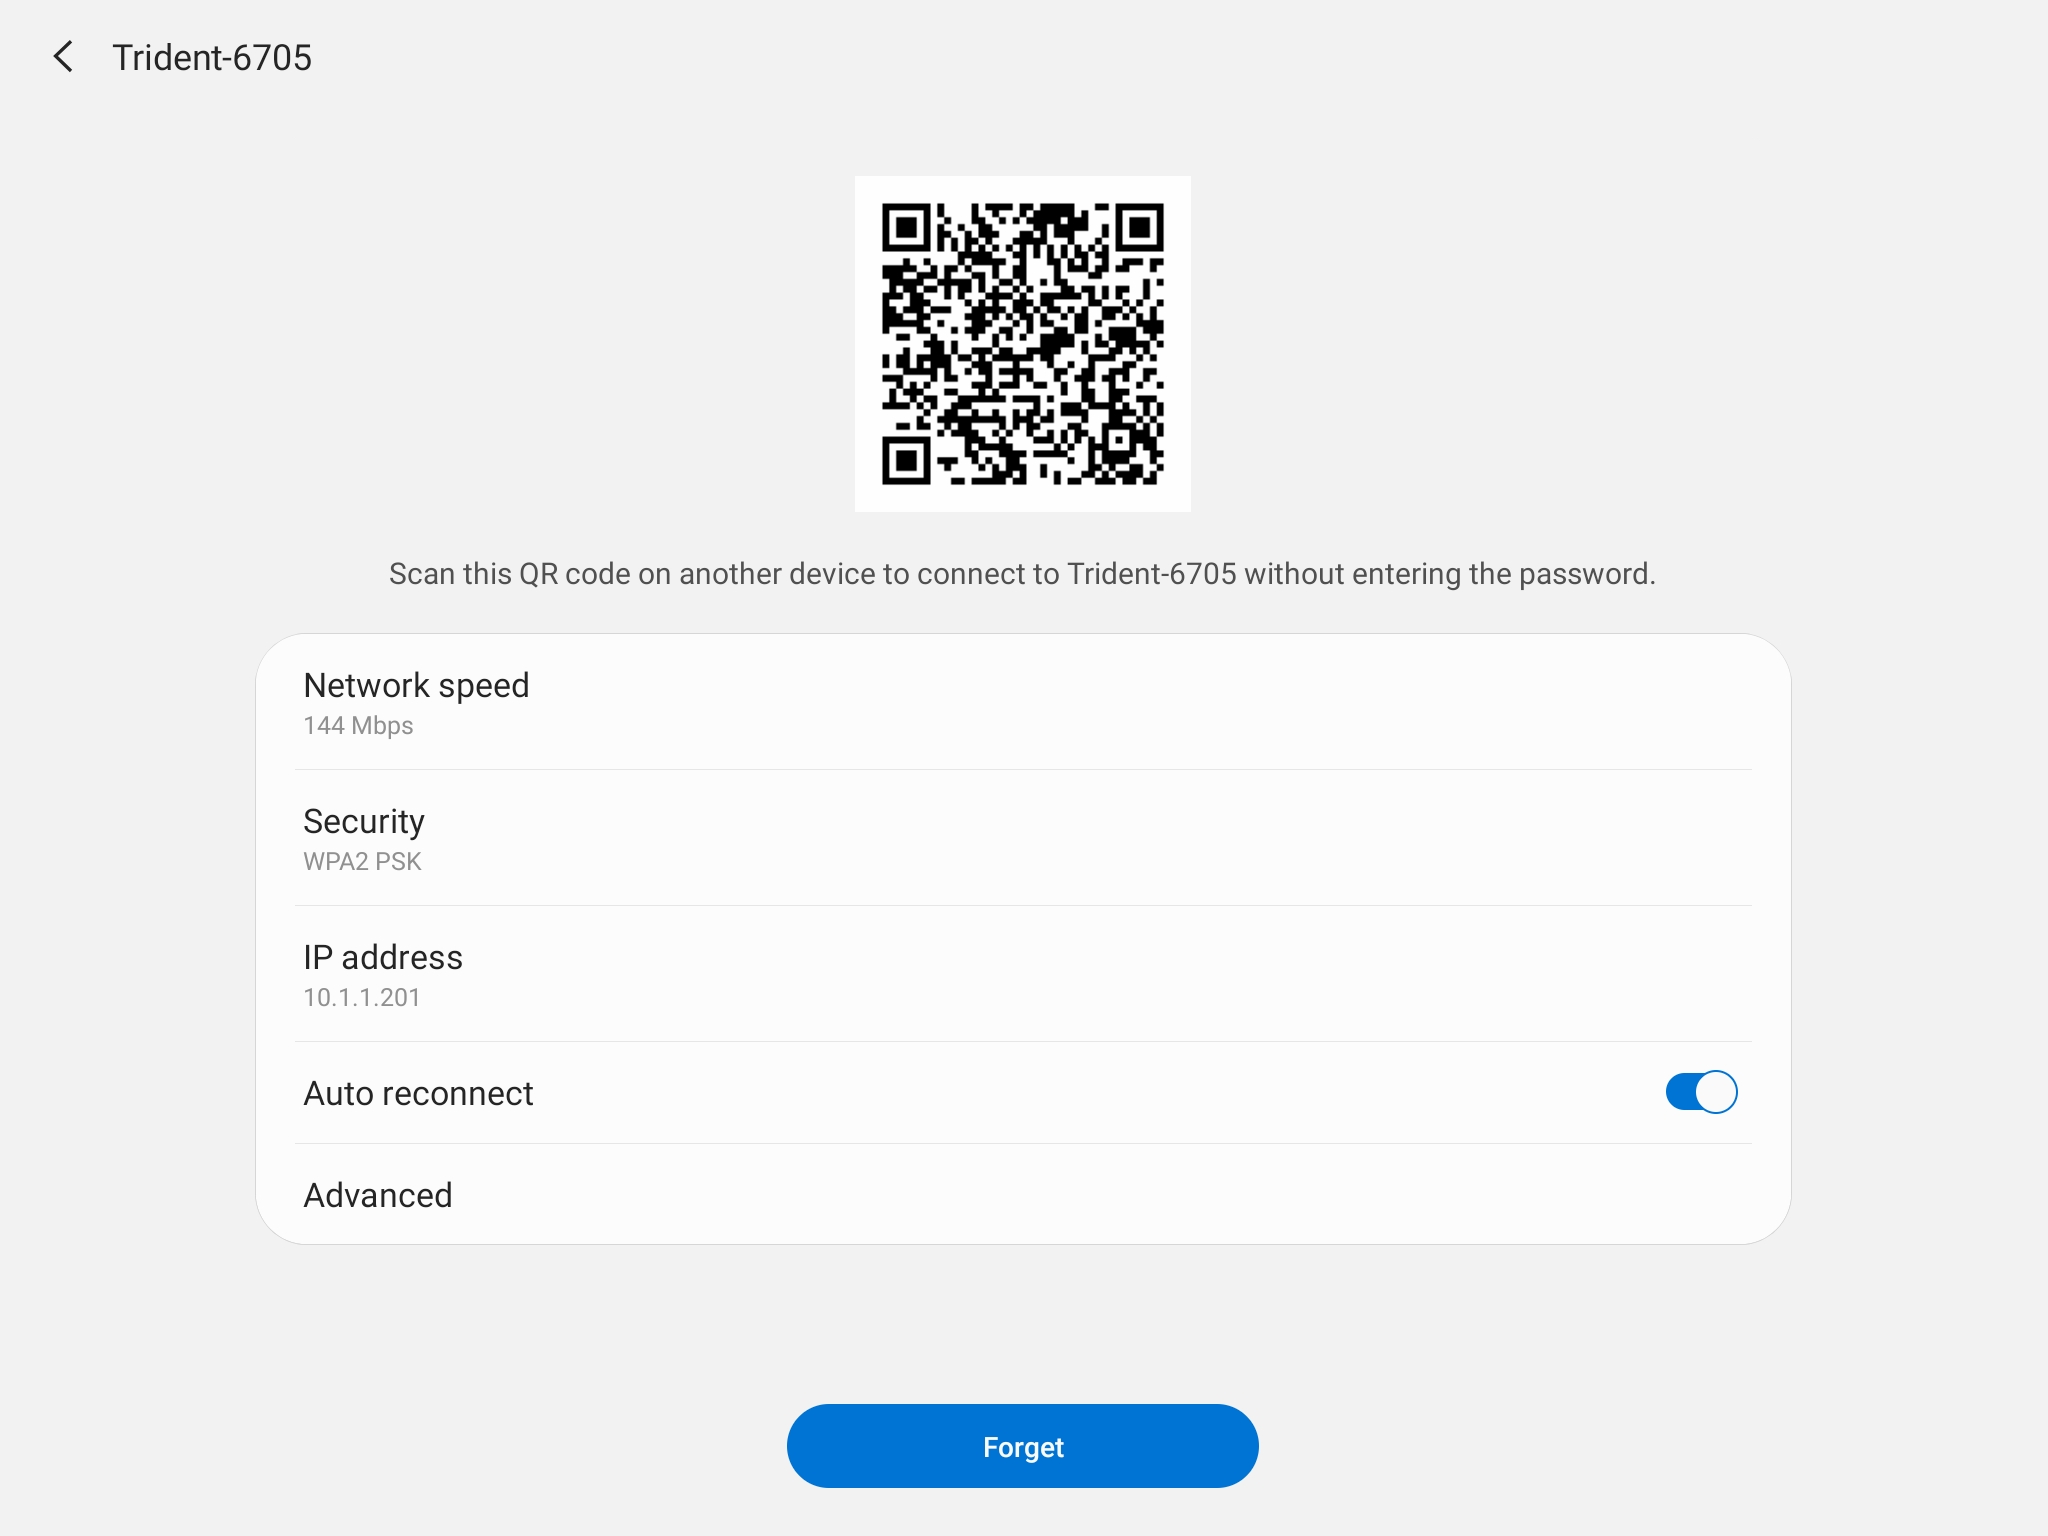 Trident-6705
Scan this QR code on another device to connect to Trident-6705 without entering the password.
Network speed
144 Mbps
Security
WPA2 PSK
IP address
10.1.1.201
Auto reconnect
Advanced
Forget